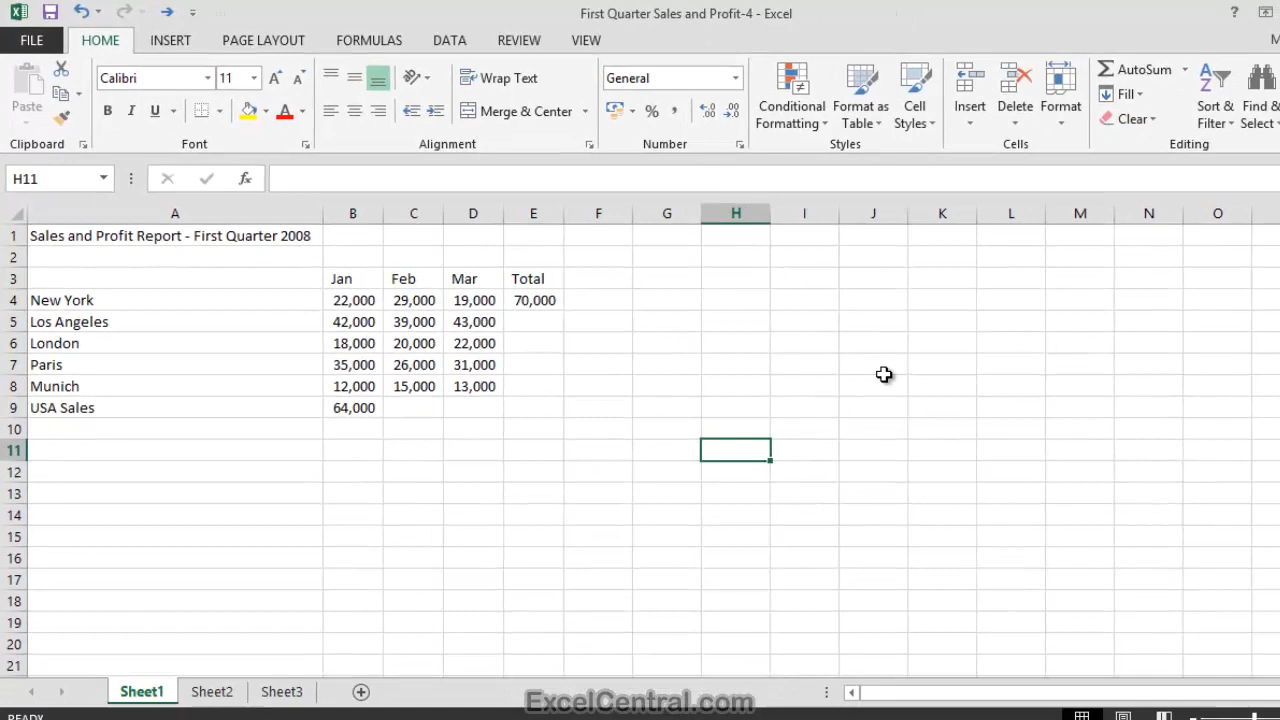 First Quarter Sales and Profit-4 - Excel
?
FILE HOME INSERT PAGE LAYOUT FORMULAS DATA REVIEW VIEW M
Calibri 11 Wrap Text General AutoSum
Paste B I U Merge & Center % , Conditional Formatting Format as Table Cell Styles Insert Delete Format Fill Clear Sort & Filter Find & Select
Clipboard Font Alignment Number Styles Cells Editing
H11 fx
A B C D E F G H I J K L M N O
1 Sales and Profit Report - First Quarter 2008
2
3 Jan Feb Mar Total
4 New York 22,000 29,000 19,000 70,000
5 Los Angeles 42,000 39,000 43,000
6 London 18,000 20,000 22,000
7 Paris 35,000 26,000 31,000
8 Munich 12,000 15,000 13,000
9 USA Sales 64,000
10
11
12
13
14
15
16
17
18
19
20
21
Sheet1 Sheet2 Sheet3
ExcelCentral.com
READY